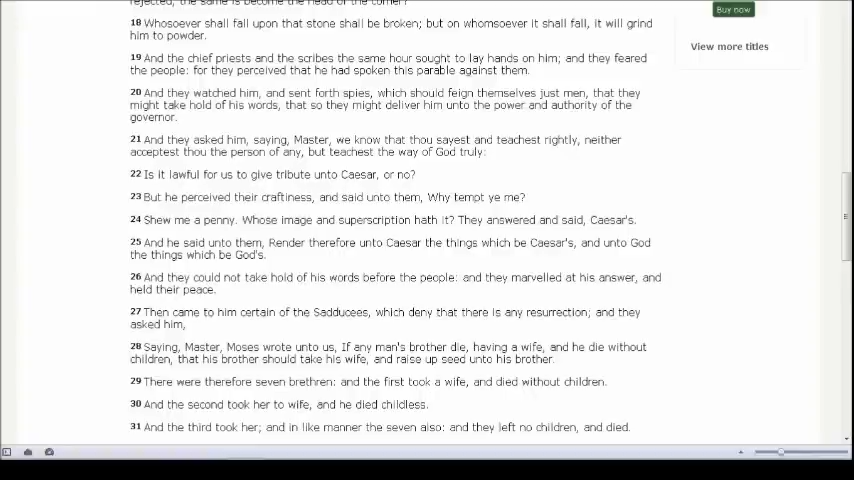 rejected, the same is become the head of the corner?
18 Whosoever shall fall upon that stone shall be broken; but on whomsoever it shall fall, it will grind
him to powder.
19 And the chief priests and the scribes the same hour sought to lay hands on him; and they feared
the people: for they perceived that he had spoken this parable against them.
20 And they watched him, and sent forth spies, which should feign themselves just men, that they
might take hold of his words, that so they might deliver him unto the power and authority of the
governor.
21 And they asked him, saying, Master, we know that thou sayest and teachest rightly, neither
acceptest thou the person of any, but teachest the way of God truly:
22 Is it lawful for us to give tribute unto Caesar, or no?
23 But he perceived their craftiness, and said unto them, Why tempt ye me?
24 Shew me a penny. Whose image and superscription hath it? They answered and said, Caesar's.
25 And he said unto them, Render therefore unto Caesar the things which be Caesar's, and unto God
the things which be God's.
26 And they could not take hold of his words before the people: and they marvelled at his answer, and
held their peace.
27 Then came to him certain of the Sadducees, which deny that there is any resurrection; and they
asked him,
28 Saying, Master, Moses wrote unto us, If any man's brother die, having a wife, and he die without
children, that his brother should take his wife, and raise up seed unto his brother.
29 There were therefore seven brethren: and the first took a wife, and died without children.
30 And the second took her to wife, and he died childless.
31 And the third took her; and in like manner the seven also: and they left no children, and died.
Buy now
View more titles